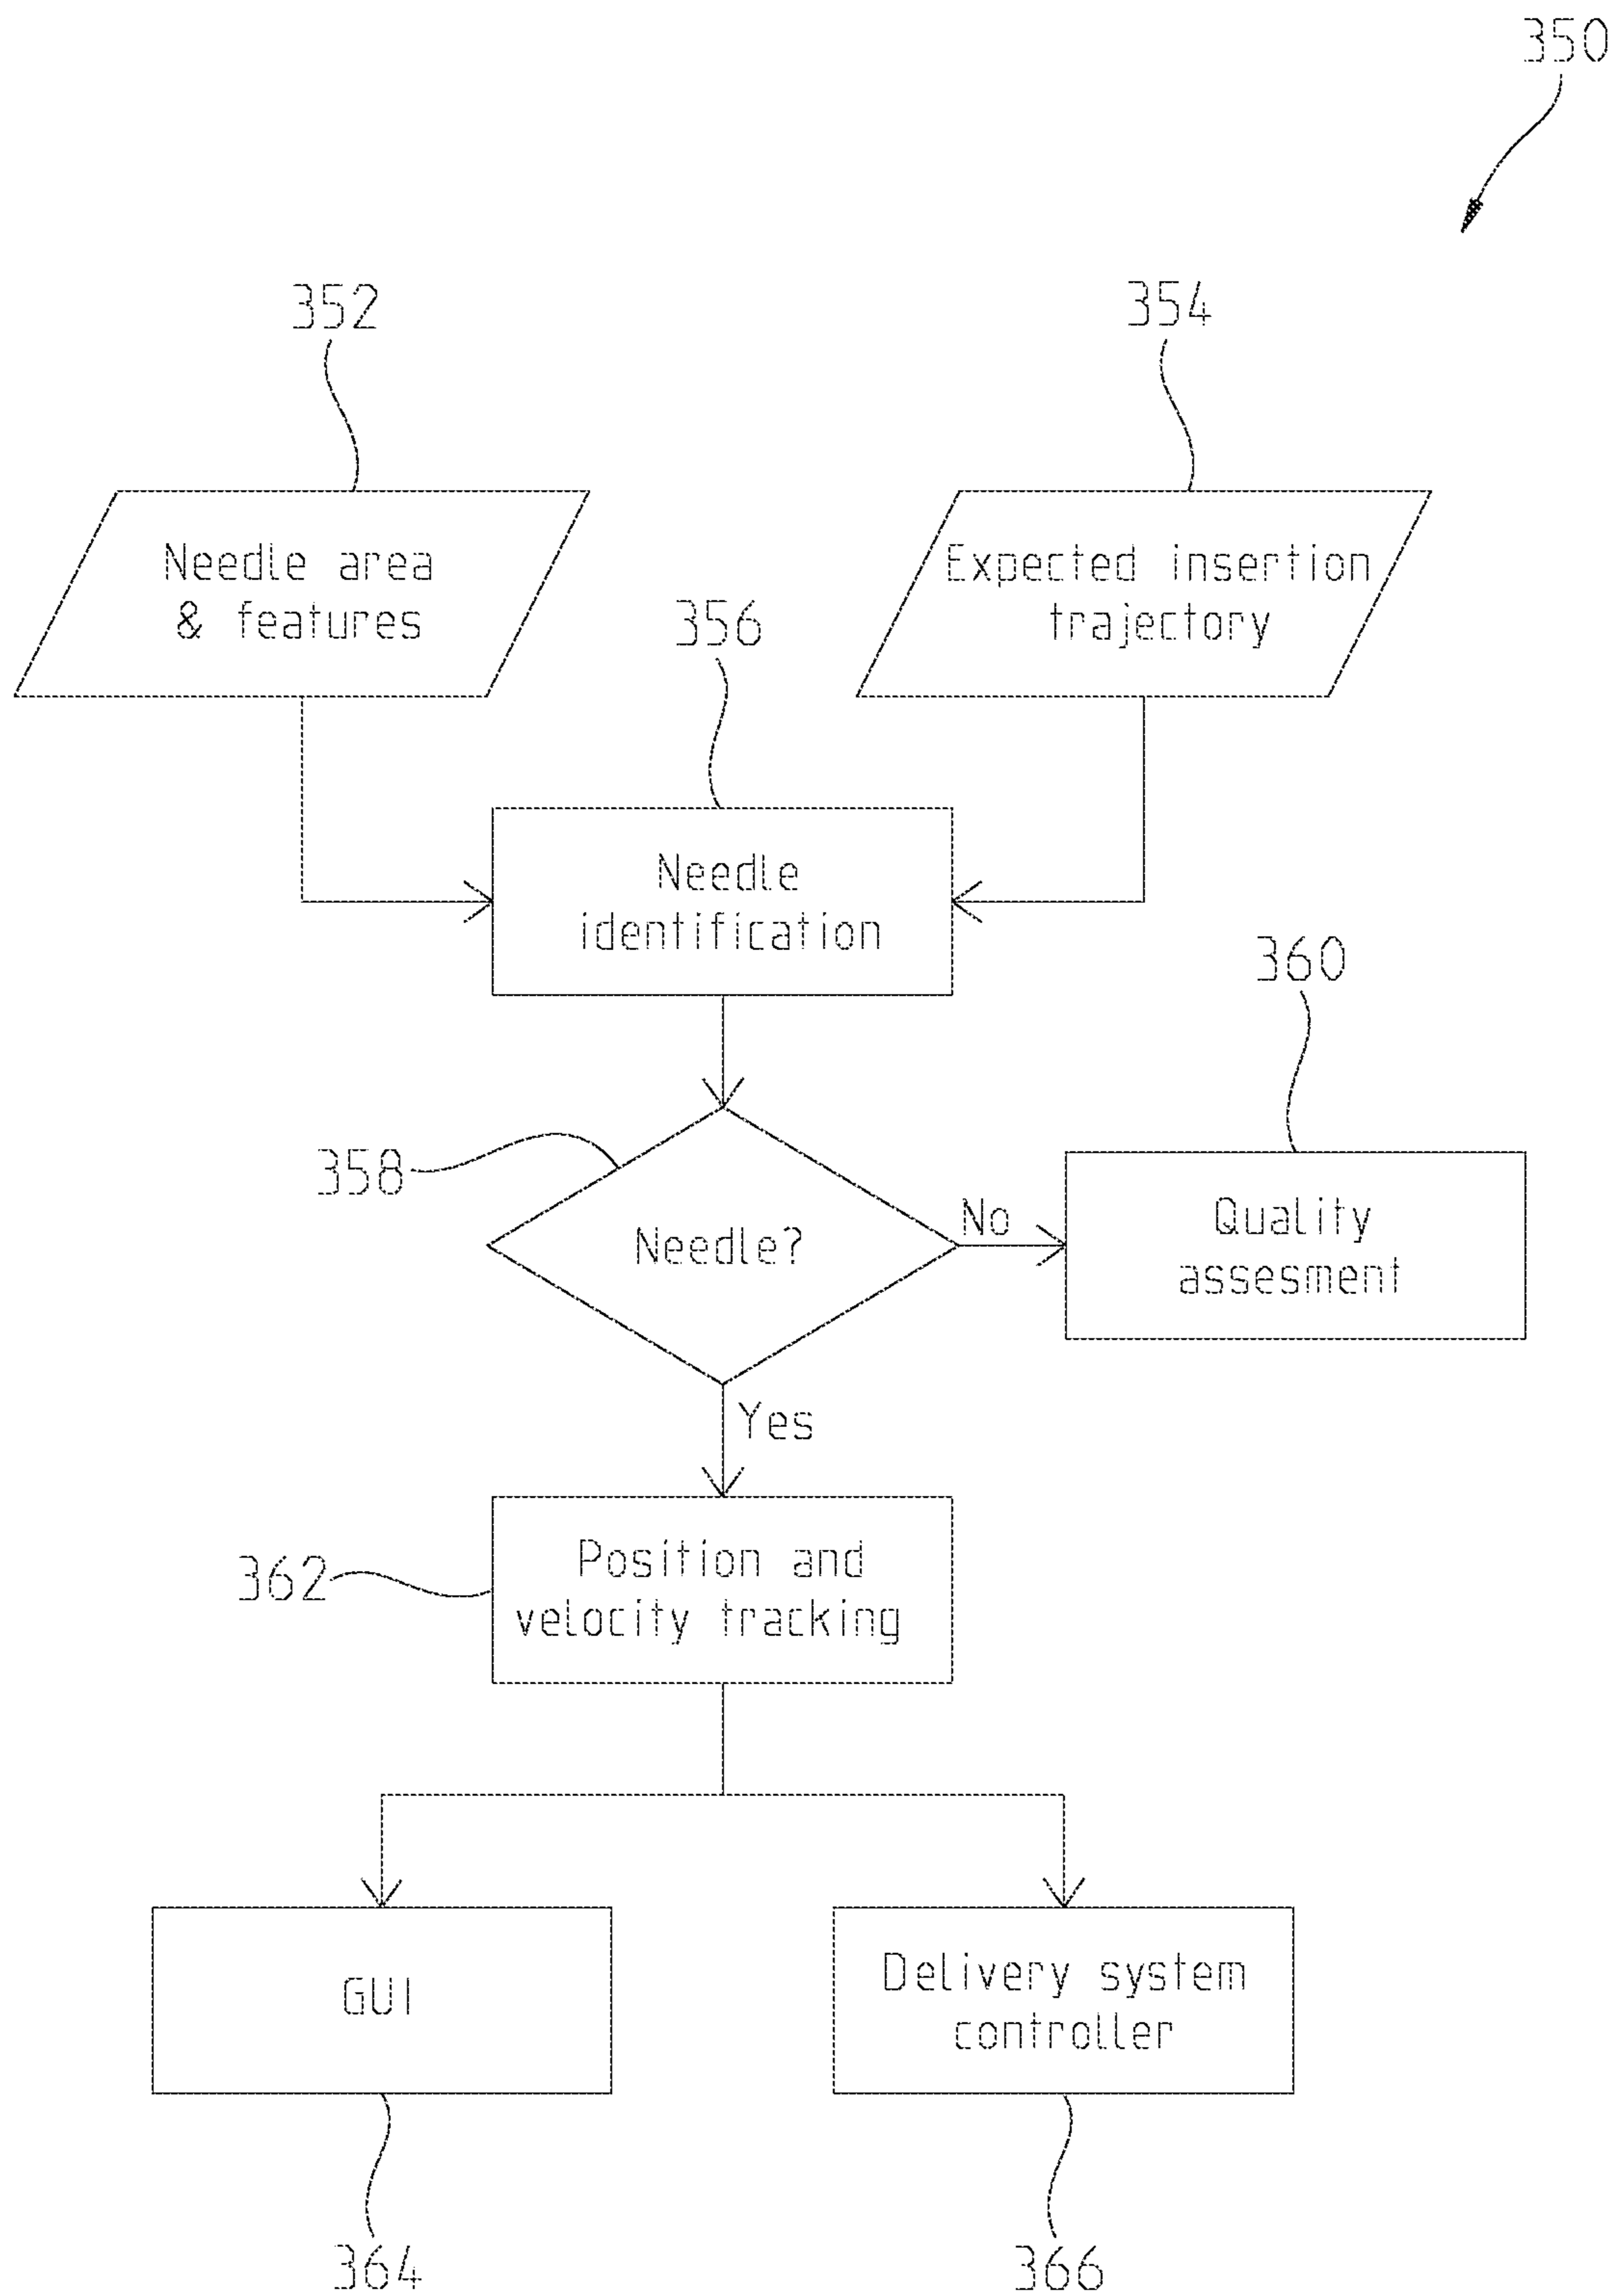 350
352
354
Needle area
& features
Expected insertion
trajectory
356
Needle
identification
360
358
Needle?
No
Quality
assesment
Yes
362
Position and
velocity tracking
GUI
Delivery system
controller
364
366